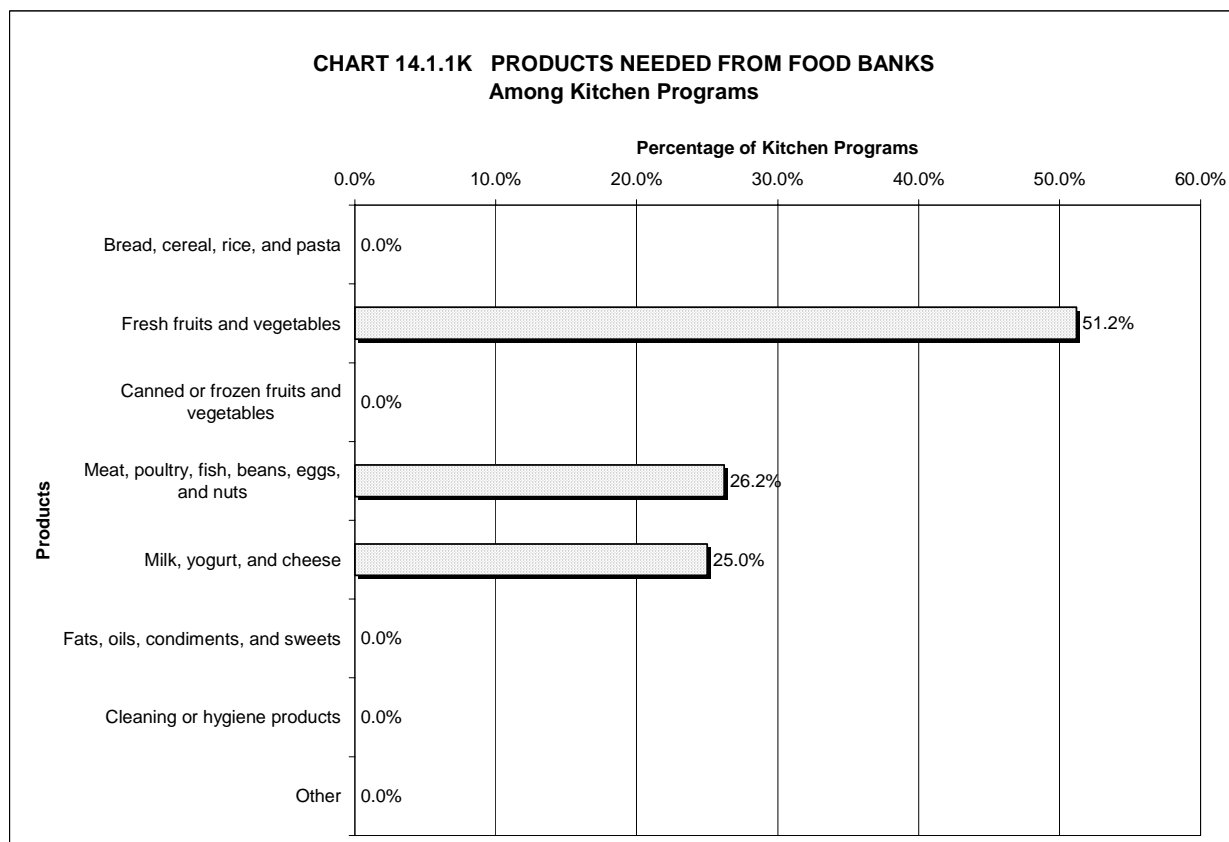 CHART 14.1.1K PRODUCTS NEEDED FROM FOOD BANKS
Among Kitchen Programs
Percentage of Kitchen Programs
0.0% 10.0% 20.0% 30.0% 40.0% 50.0% 60.0%
Products
Bread, cereal, rice, and pasta 0.0%
Fresh fruits and vegetables 51.2%
Canned or frozen fruits and
vegetables 0.0%
Meat, poultry, fish, beans, eggs,
and nuts 26.2%
Milk, yogurt, and cheese 25.0%
Fats, oils, condiments, and sweets 0.0%
Cleaning or hygiene products 0.0%
Other 0.0%